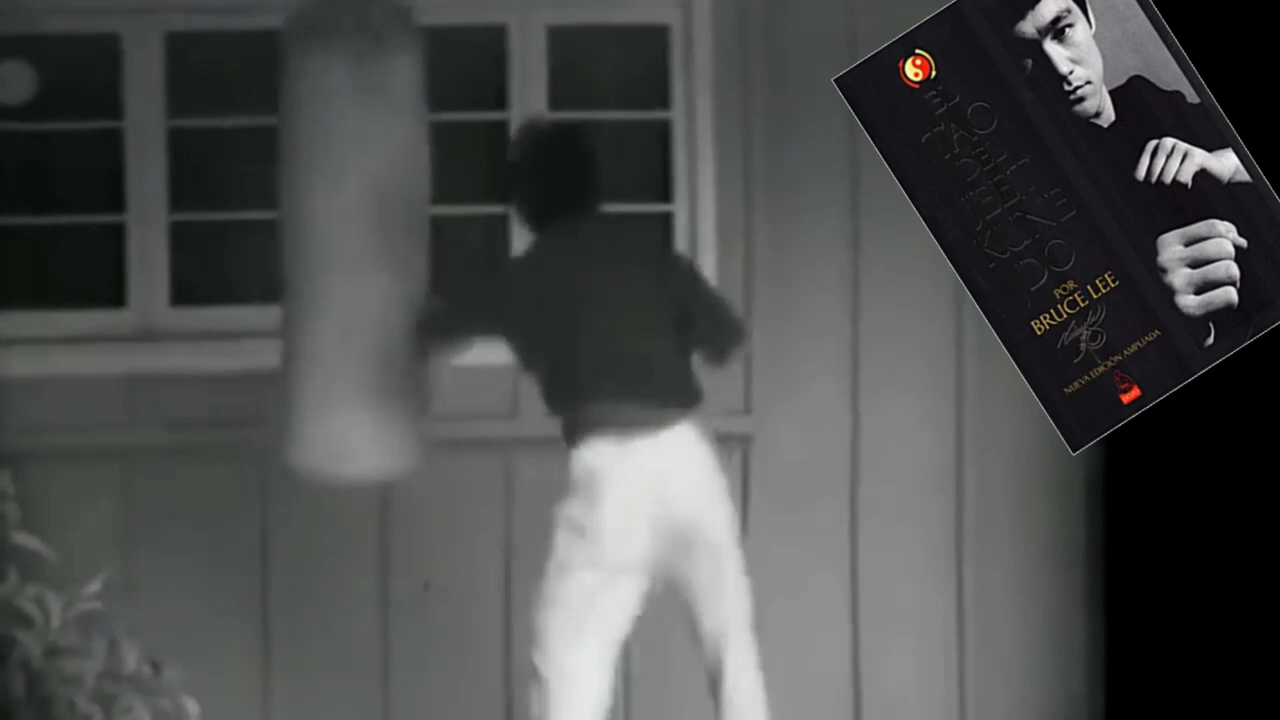 EL
TAO
DEL
JEET
KUNE
DO
POR
BRUCE LEE
NUEVA EDICIÓN AMPLIADA